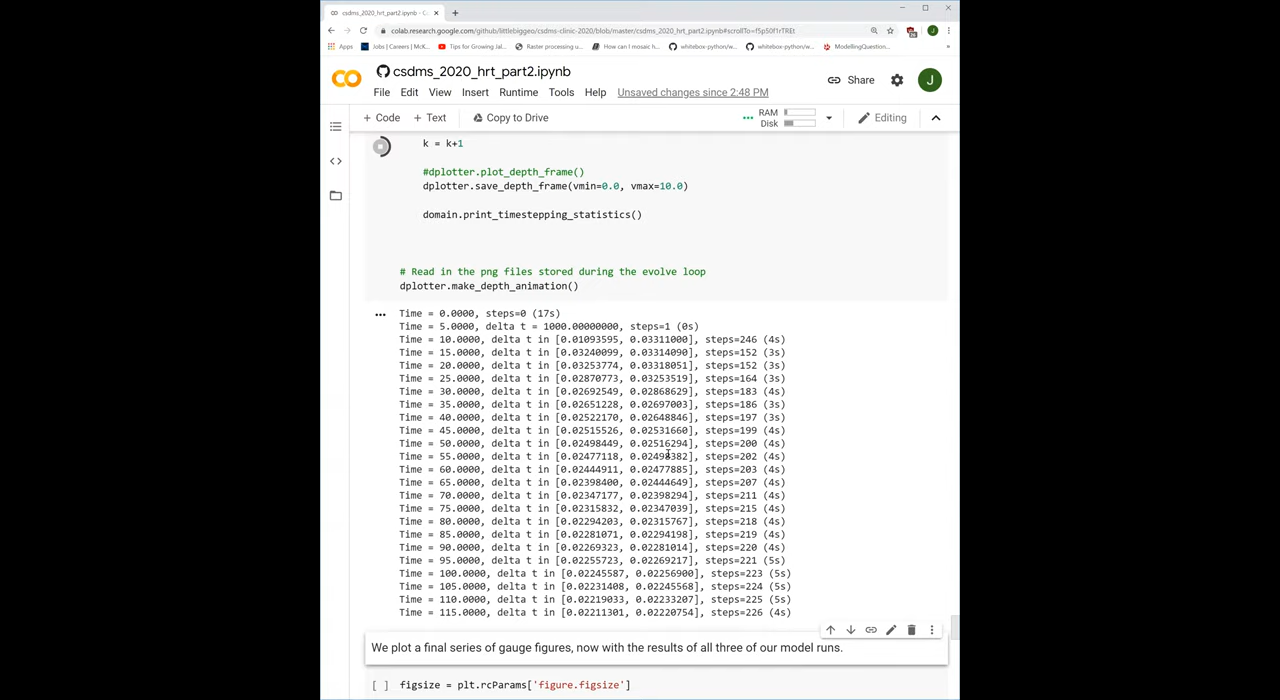 csdms_2020_hrt_part2.ipynb - C
colab.research.google.com/github/littlebiggeo/csdms-clinic-2020/blob/master/csdms_2020_hrt_part2.ipynb#scrollTo=f5p50f1rTREt
Apps
Jobs | Careers | McK...
Tips for Growing Jal...
Raster processing u...
How can I mosaic h...
whitebox-python/w...
whitebox-python/w...
ModellingQuestion...
J
csdms_2020_hrt_part2.ipynb
Share
J
File Edit View Insert Runtime Tools Help Unsaved changes since 2:48 PM
+ Code + Text Copy to Drive
RAM
Disk
Editing
k = k+1
#dplotter.plot_depth_frame()
dplotter.save_depth_frame(vmin=0.0, vmax=10.0)
domain.print_timestepping_statistics()
# Read in the png files stored during the evolve loop
dplotter.make_depth_animation()
Time = 0.0000, steps=0 (17s)
Time = 5.0000, delta t = 1000.00000000, steps=1 (0s)
Time = 10.0000, delta t in [0.01093595, 0.03311000], steps=246 (4s)
Time = 15.0000, delta t in [0.03240099, 0.03314090], steps=152 (3s)
Time = 20.0000, delta t in [0.03253774, 0.03318051], steps=152 (3s)
Time = 25.0000, delta t in [0.02870773, 0.03253519], steps=164 (3s)
Time = 30.0000, delta t in [0.02692549, 0.02868629], steps=183 (4s)
Time = 35.0000, delta t in [0.02651228, 0.02697003], steps=186 (3s)
Time = 40.0000, delta t in [0.02522170, 0.02648846], steps=197 (3s)
Time = 45.0000, delta t in [0.02515526, 0.02531660], steps=199 (4s)
Time = 50.0000, delta t in [0.02498449, 0.02516294], steps=200 (4s)
Time = 55.0000, delta t in [0.02477118, 0.02498382], steps=202 (4s)
Time = 60.0000, delta t in [0.02444911, 0.02477885], steps=203 (4s)
Time = 65.0000, delta t in [0.02398400, 0.02444649], steps=207 (4s)
Time = 70.0000, delta t in [0.02347177, 0.02398294], steps=211 (4s)
Time = 75.0000, delta t in [0.02315832, 0.02347039], steps=215 (4s)
Time = 80.0000, delta t in [0.02294203, 0.02315767], steps=218 (4s)
Time = 85.0000, delta t in [0.02281071, 0.02294198], steps=219 (4s)
Time = 90.0000, delta t in [0.02269323, 0.02281014], steps=220 (4s)
Time = 95.0000, delta t in [0.02255723, 0.02269217], steps=221 (5s)
Time = 100.0000, delta t in [0.02245587, 0.02256900], steps=223 (5s)
Time = 105.0000, delta t in [0.02231408, 0.02245568], steps=224 (5s)
Time = 110.0000, delta t in [0.02219033, 0.02233207], steps=225 (5s)
Time = 115.0000, delta t in [0.02211301, 0.02220754], steps=226 (4s)
We plot a final series of gauge figures, now with the results of all three of our model runs.
[ ] figsize = plt.rcParams['figure.figsize']